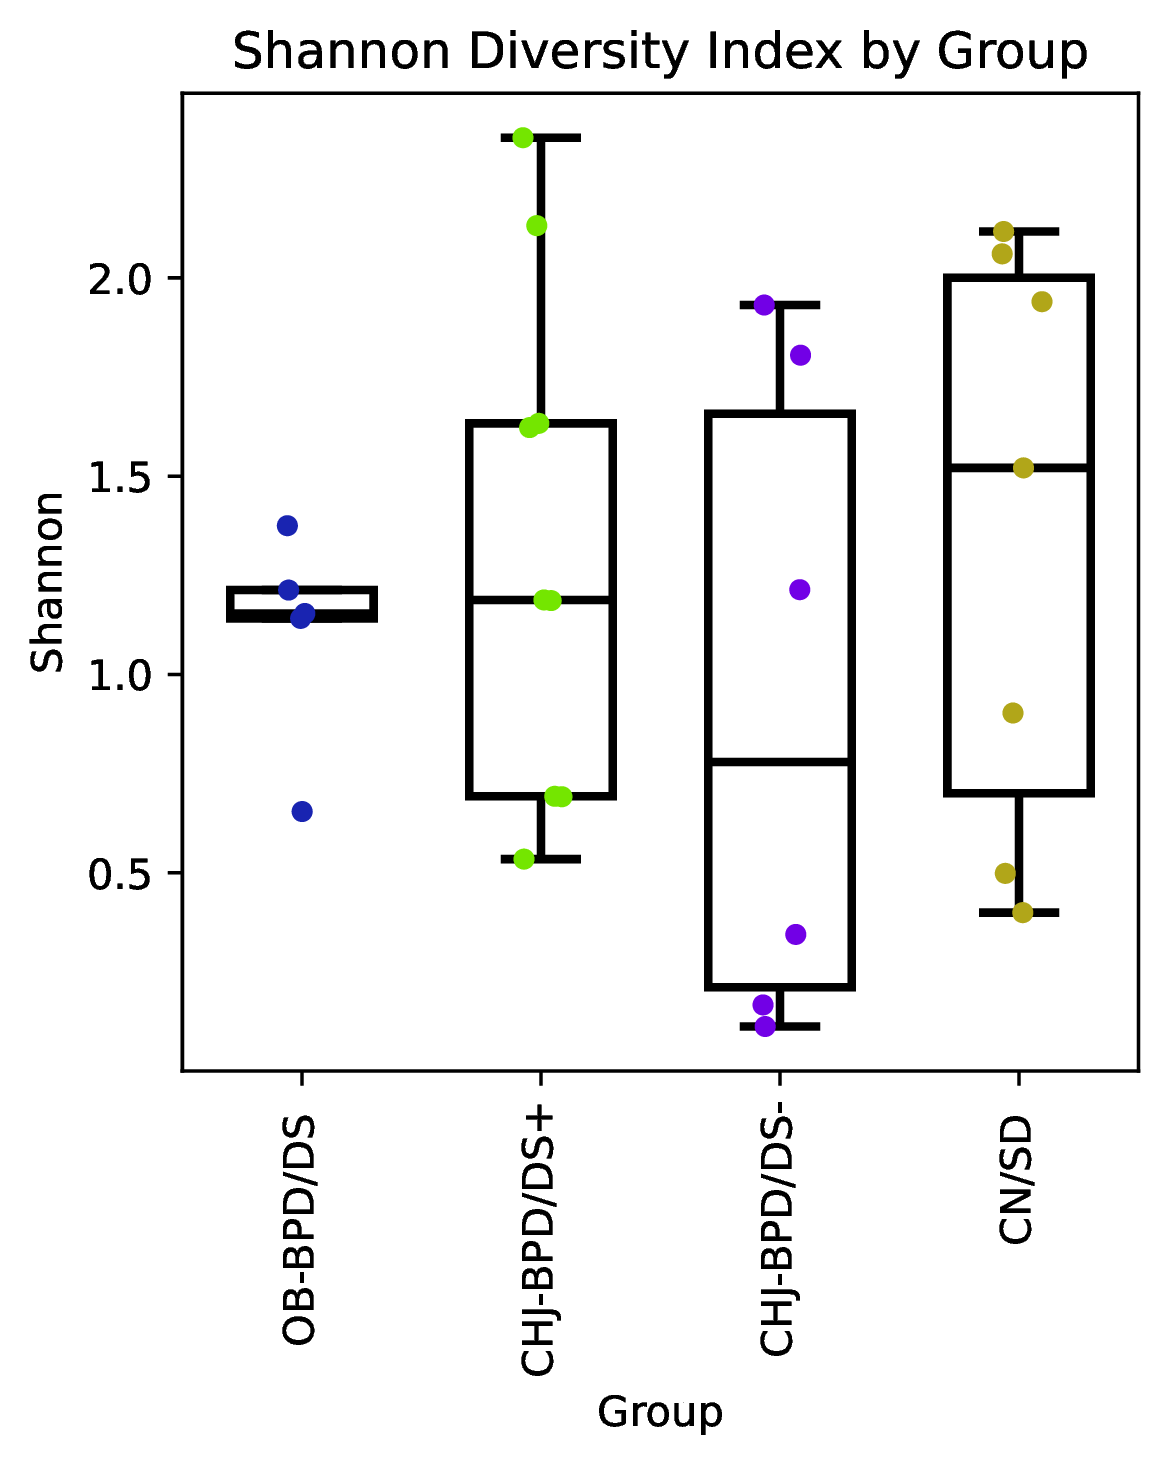 Shannon Diversity Index by Group
Shannon
2.0
1.5
1.0
0.5
OB-BPD/DS
CHJ-BPD/DS+
CHJ-BPD/DS-
CN/SD
Group